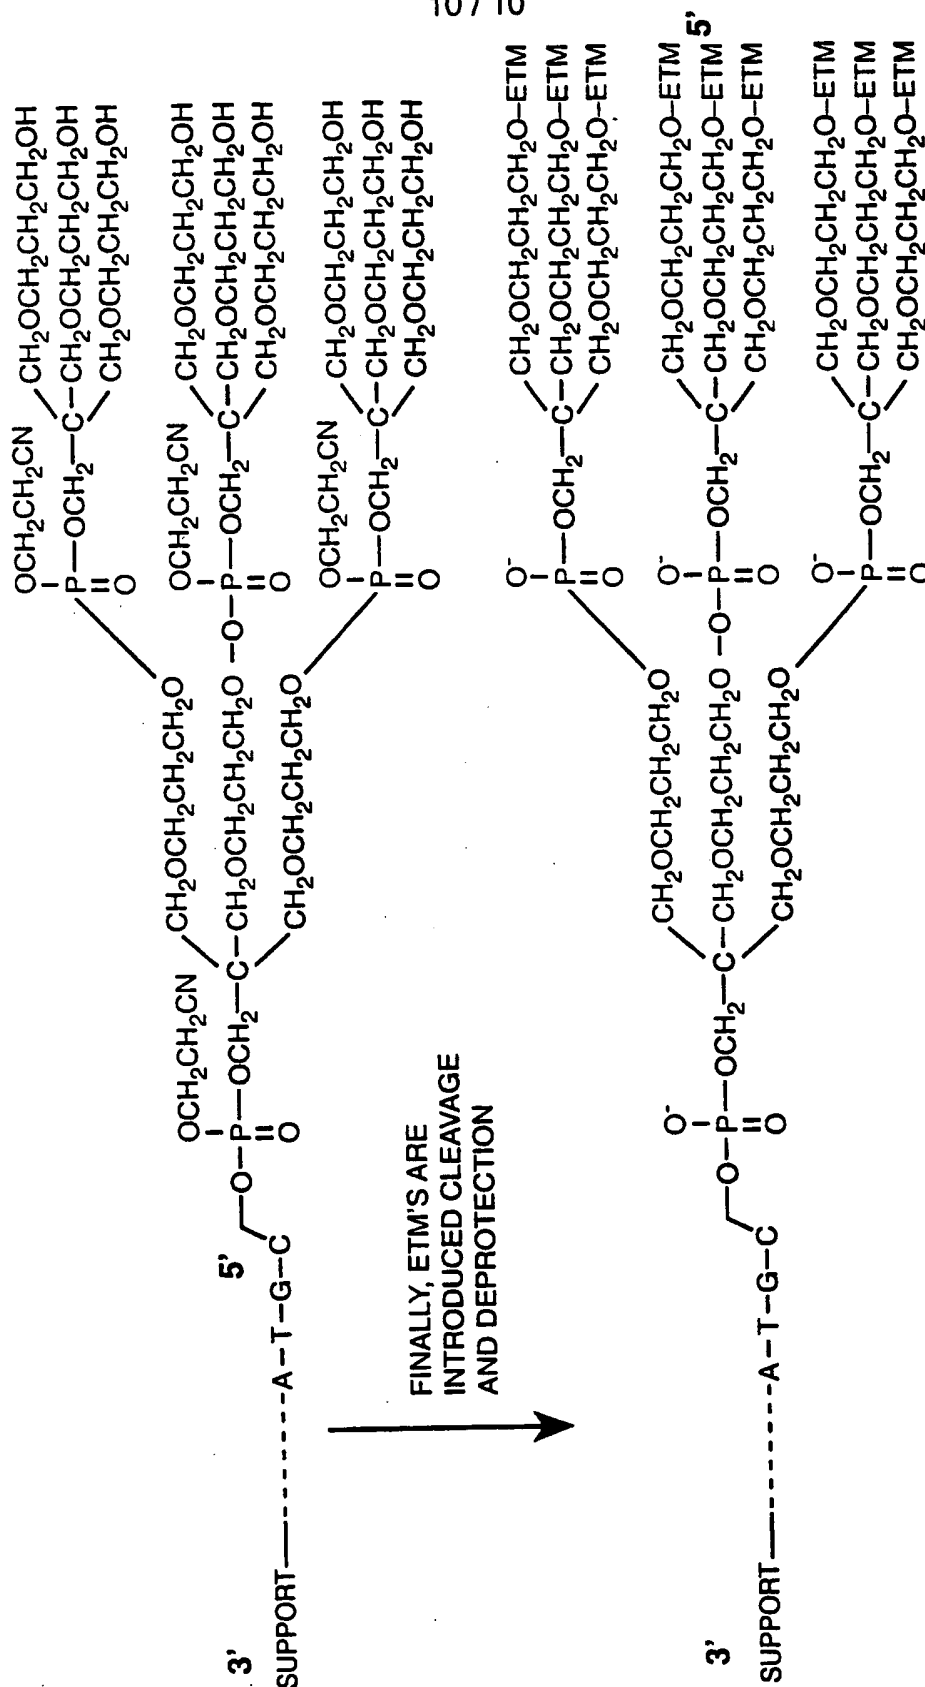 10 / 10
OCH₂CH₂CN CH₂OCH₂CH₂CH₂OH
P—OCH₂—C—CH₂OCH₂CH₂CH₂OH
O CH₂OCH₂CH₂CH₂OH
OCH₂CH₂CN CH₂OCH₂CH₂CH₂O OCH₂CH₂CN CH₂OCH₂CH₂CH₂OH
3' 5' O—P—OCH₂—C—CH₂OCH₂CH₂CH₂O—O—P—OCH₂—C—CH₂OCH₂CH₂CH₂OH
O CH₂OCH₂CH₂CH₂O O CH₂OCH₂CH₂CH₂OH
SUPPORT—------A–T–G–C
OCH₂CH₂CN CH₂OCH₂CH₂CH₂OH
P—OCH₂—C—CH₂OCH₂CH₂CH₂OH
O CH₂OCH₂CH₂CH₂OH
FINALLY, ETM'S ARE
INTRODUCED CLEAVAGE
AND DEPROTECTION
O⁻ CH₂OCH₂CH₂CH₂O–ETM
P—OCH₂—C—CH₂OCH₂CH₂CH₂O–ETM
O CH₂OCH₂CH₂CH₂O–ETM
O⁻ CH₂OCH₂CH₂CH₂O O⁻ CH₂OCH₂CH₂CH₂O–ETM
3' O—P—OCH₂—C—CH₂OCH₂CH₂CH₂O—O—P—OCH₂—C—CH₂OCH₂CH₂CH₂O–ETM 5'
O CH₂OCH₂CH₂CH₂O O CH₂OCH₂CH₂CH₂O–ETM
SUPPORT—------A–T–G–C
O⁻ CH₂OCH₂CH₂CH₂O–ETM
P—OCH₂—C—CH₂OCH₂CH₂CH₂O–ETM
O CH₂OCH₂CH₂CH₂O–ETM